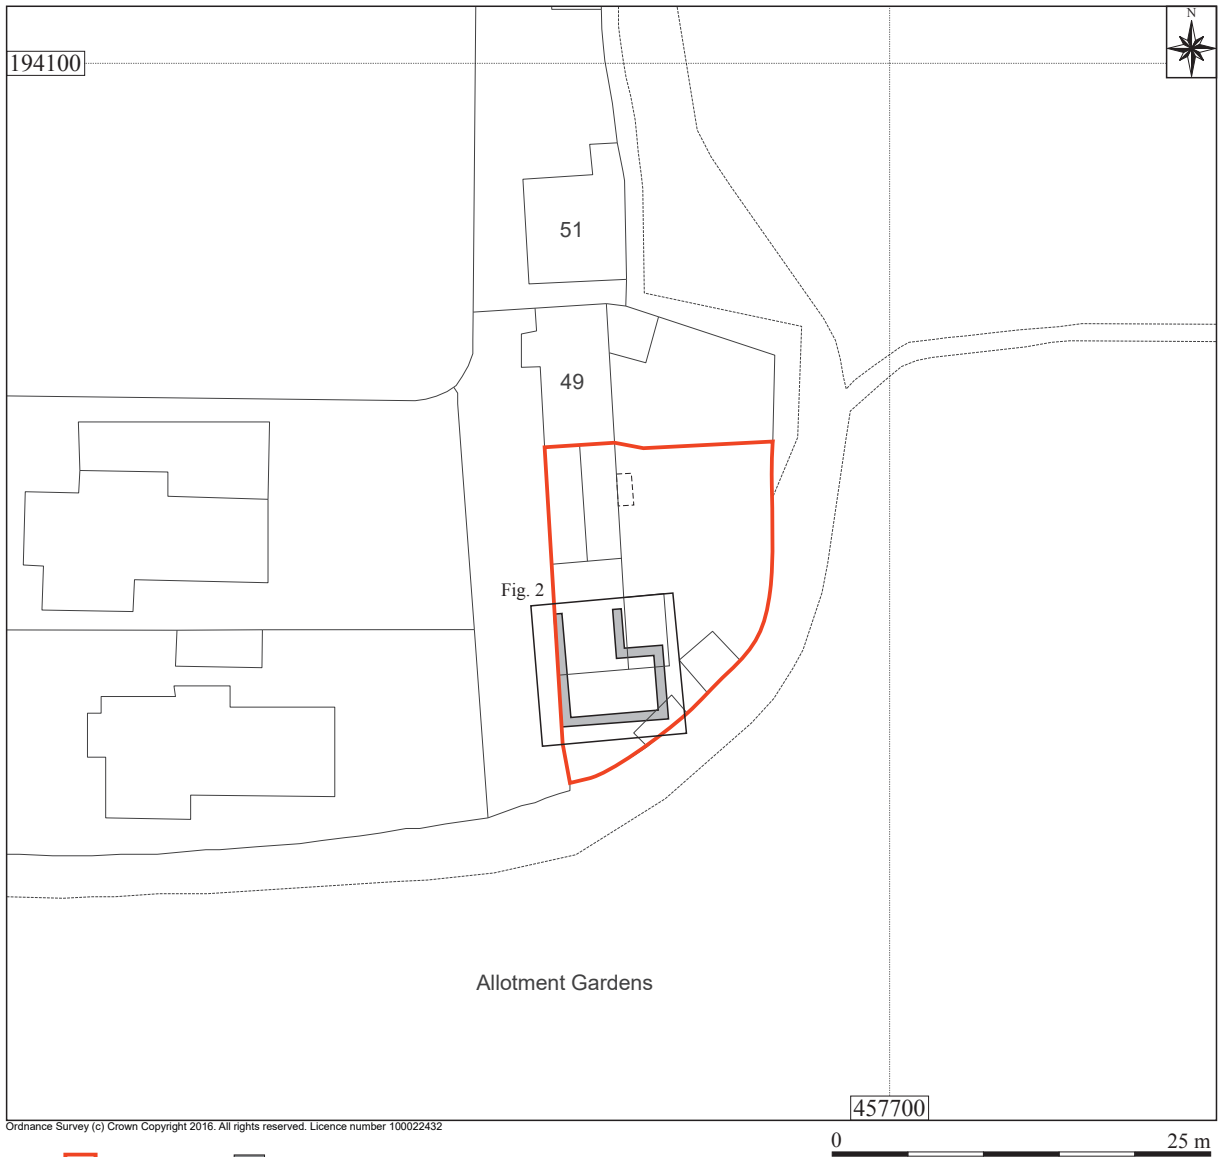 N
194100
51
49
Fig. 2
Allotment Gardens
457700
Ordnance Survey (c) Crown Copyright 2016. All rights reserved. Licence number 100022432
0 25 m